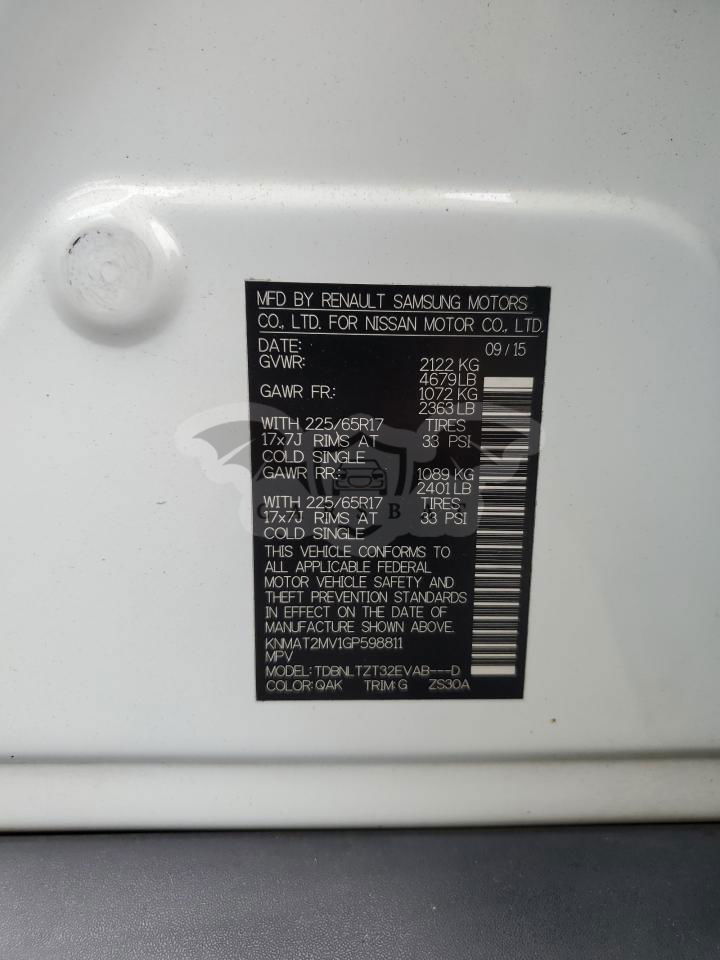 MFD BY RENAULT SAMSUNG MOTORS
CO., LTD. FOR NISSAN MOTOR CO., LTD.
DATE: 09/15
GVWR: 2122 KG
4679LB
GAWR FR: 1072 KG
2363 LB
WITH 225/65R17 TIRES
17x7J RIMS AT 33 PSI
COLD SINGLE
GAWR RR: 1089 KG
2401 LB
WITH 225/65R17 TIRES
17x7J RIMS AT 33 PSI
COLD SINGLE
THIS VEHICLE CONFORMS TO
ALL APPLICABLE FEDERAL
MOTOR VEHICLE SAFETY AND
THEFT PREVENTION STANDARDS
IN EFFECT ON THE DATE OF
MANUFACTURE SHOWN ABOVE.
KNMAT2MV1GP598811
MPV
MODEL:TDBNLTZT32EVAB---D
COLOR:QAK TRIM:G ZS30A